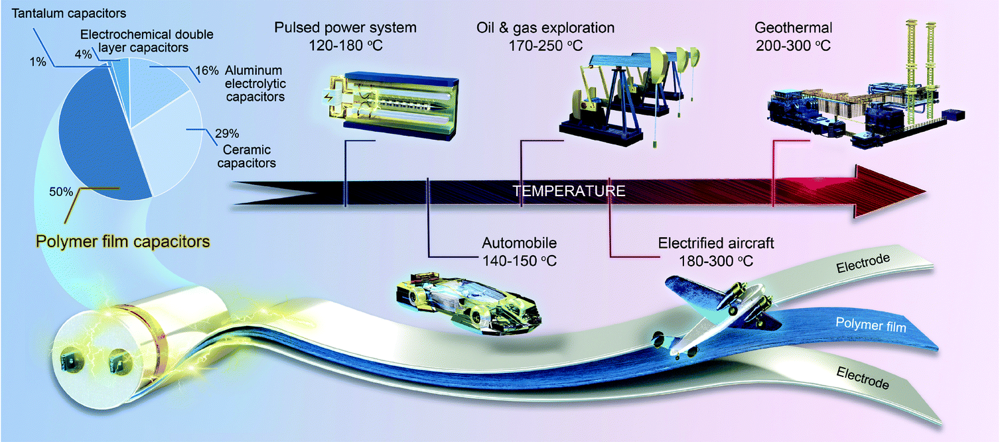 Tantalum capacitors
1%
Electrochemical double
layer capacitors
4%
16%
Aluminum
electrolytic
capacitors
29%
Ceramic
capacitors
50%
Polymer film capacitors
Pulsed power system
120-180 ºC
Oil & gas exploration
170-250 ºC
Geothermal
200-300 ºC
TEMPERATURE
Automobile
140-150 ºC
Electrified aircraft
180-300 ºC
Electrode
Polymer film
Electrode